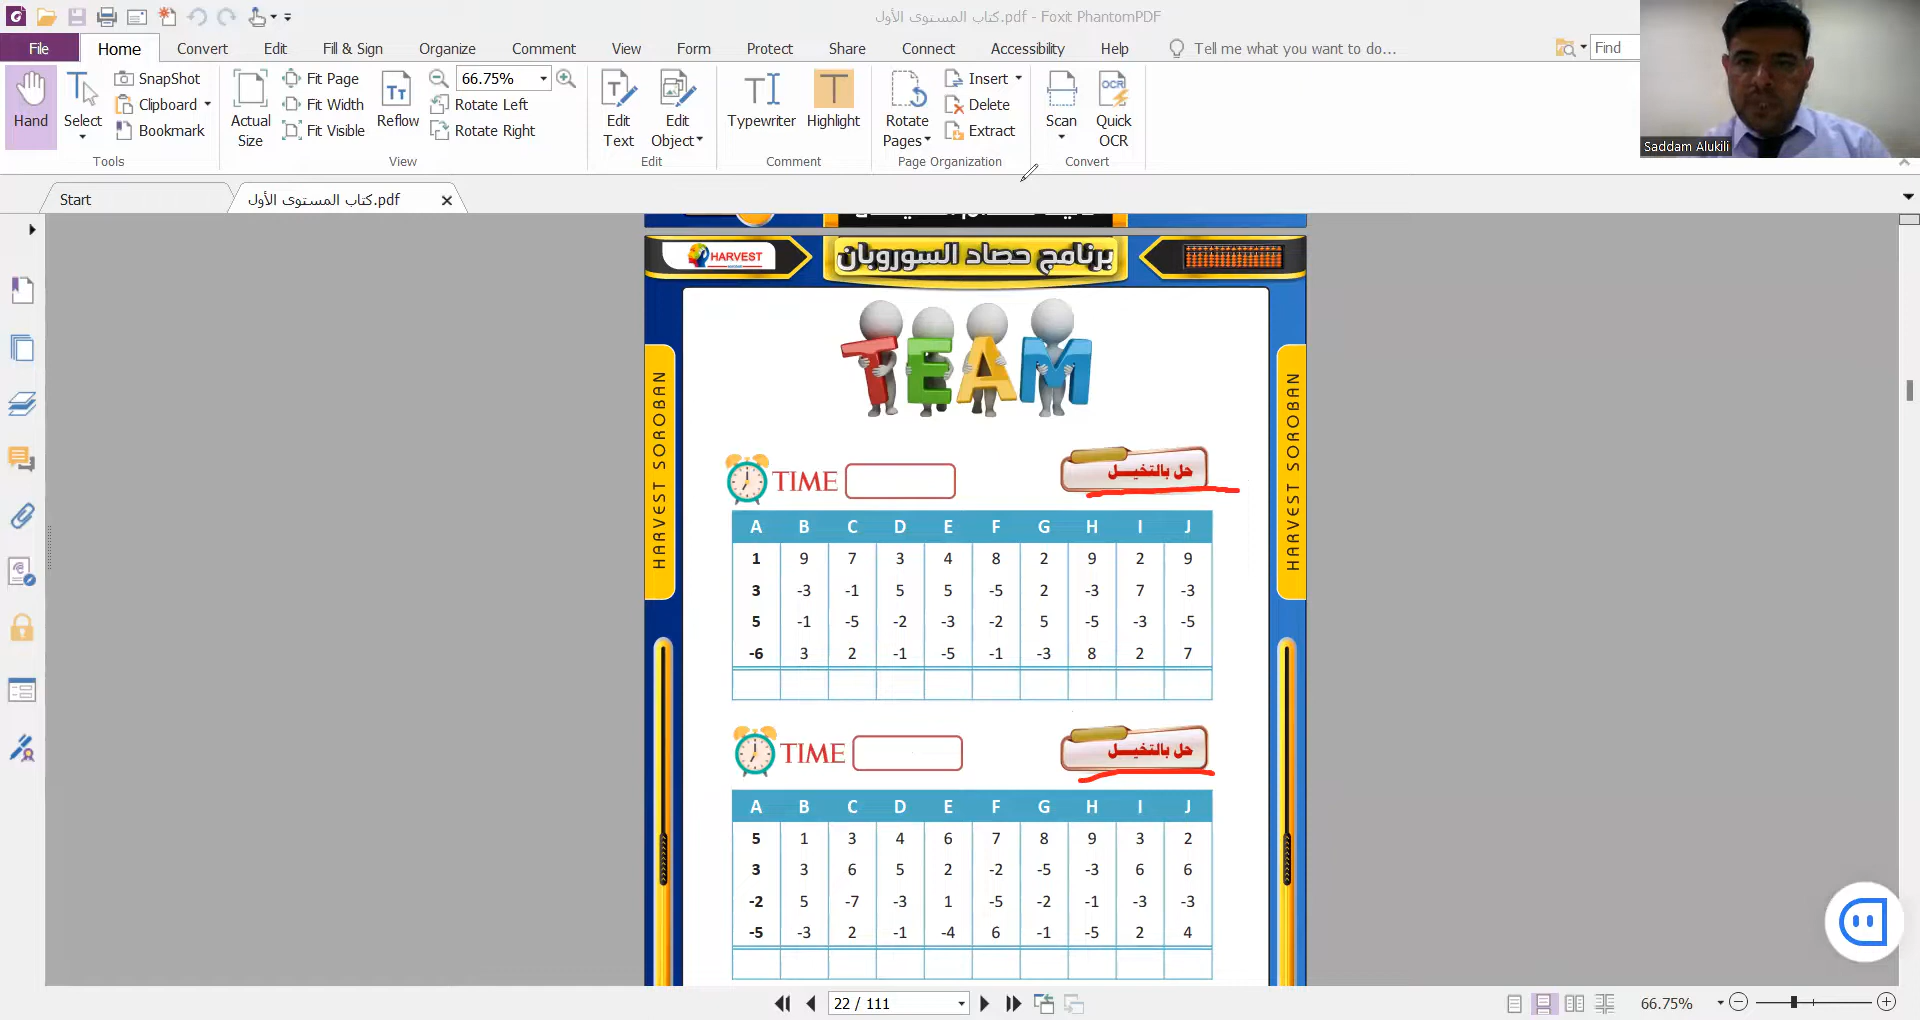 كتاب المستوى الأول.pdf - Foxit PhantomPDF
File Home Convert Edit Fill & Sign Organize Comment View Form Protect Share Connect Accessibility Help Tell me what you want to do... Find
Hand
Select
SnapShot
Clipboard
Bookmark
Tools
Actual Size
Fit Page
Fit Width
Fit Visible
Reflow
66.75%
Rotate Left
Rotate Right
View
Edit Text
Edit Object
Edit
Typewriter
Highlight
Comment
Rotate Pages
Insert
Delete
Extract
Page Organization
Scan
Quick OCR
Convert
Saddam Alukili
Start
كتاب المستوى الأول.pdf
HARVEST
برنامج حصاد السوروبان
HARVEST SOROBAN
HARVEST SOROBAN
TEAM
TIME
حل بالتخيل
A B C D E F G H I J
1 9 7 3 4 8 2 9 2 9
3 -3 -1 5 5 -5 2 -3 7 -3
5 -1 -5 -2 -3 -2 5 -5 -3 -5
-6 3 2 -1 -5 -1 -3 8 2 7
TIME
حل بالتخيل
A B C D E F G H I J
5 1 3 4 6 7 8 9 3 2
3 3 6 5 2 -2 -5 -3 6 6
-2 5 -7 -3 1 -5 -2 -1 -3 -3
-5 -3 2 -1 -4 6 -1 -5 2 4
22 / 111
66.75%